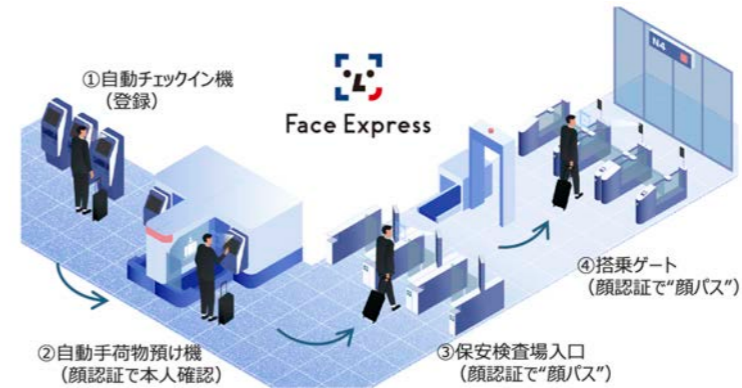 ①自動チェックイン機
（登録）
Face Express
N4
②自動手荷物預け機
（顔認証で本人確認）
③保安検査場入口
（顔認証で“顔パス”）
④搭乗ゲート
（顔認証で“顔パス”）